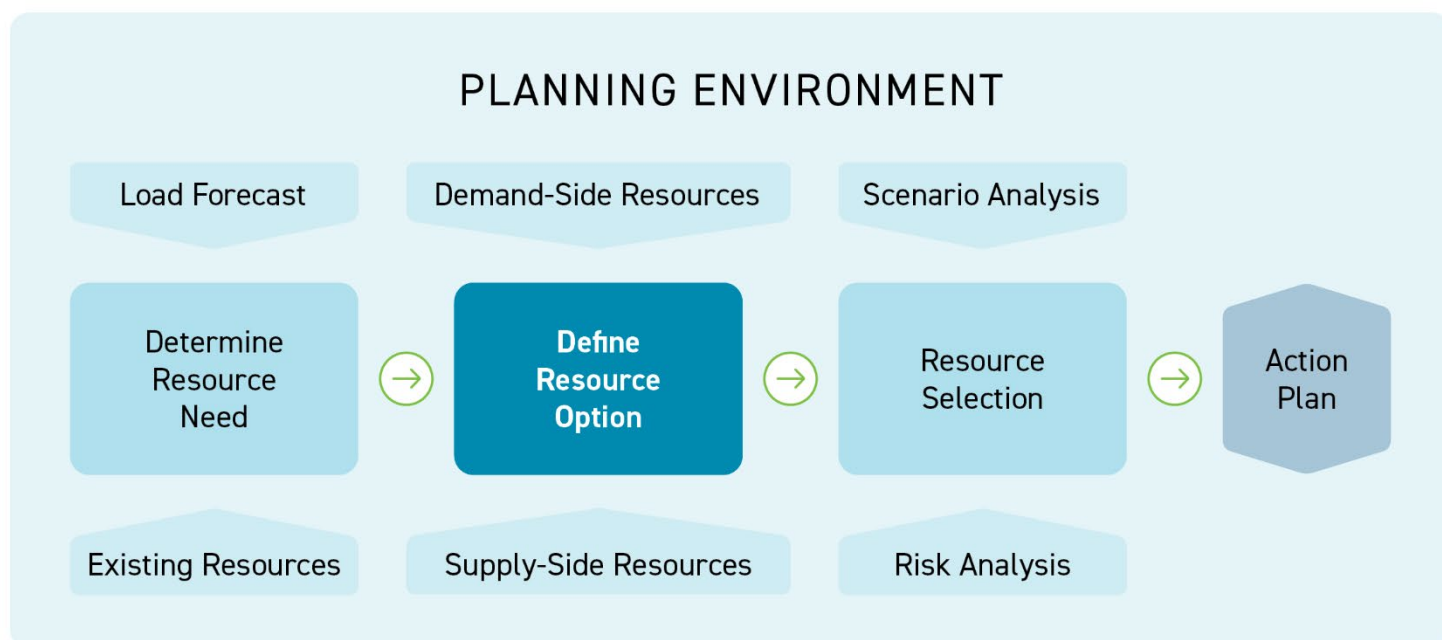 PLANNING ENVIRONMENT
Load Forecast
Demand-Side Resources
Scenario Analysis
Determine
Resource
Need
Define
Resource
Option
Resource
Selection
Action
Plan
Existing Resources
Supply-Side Resources
Risk Analysis